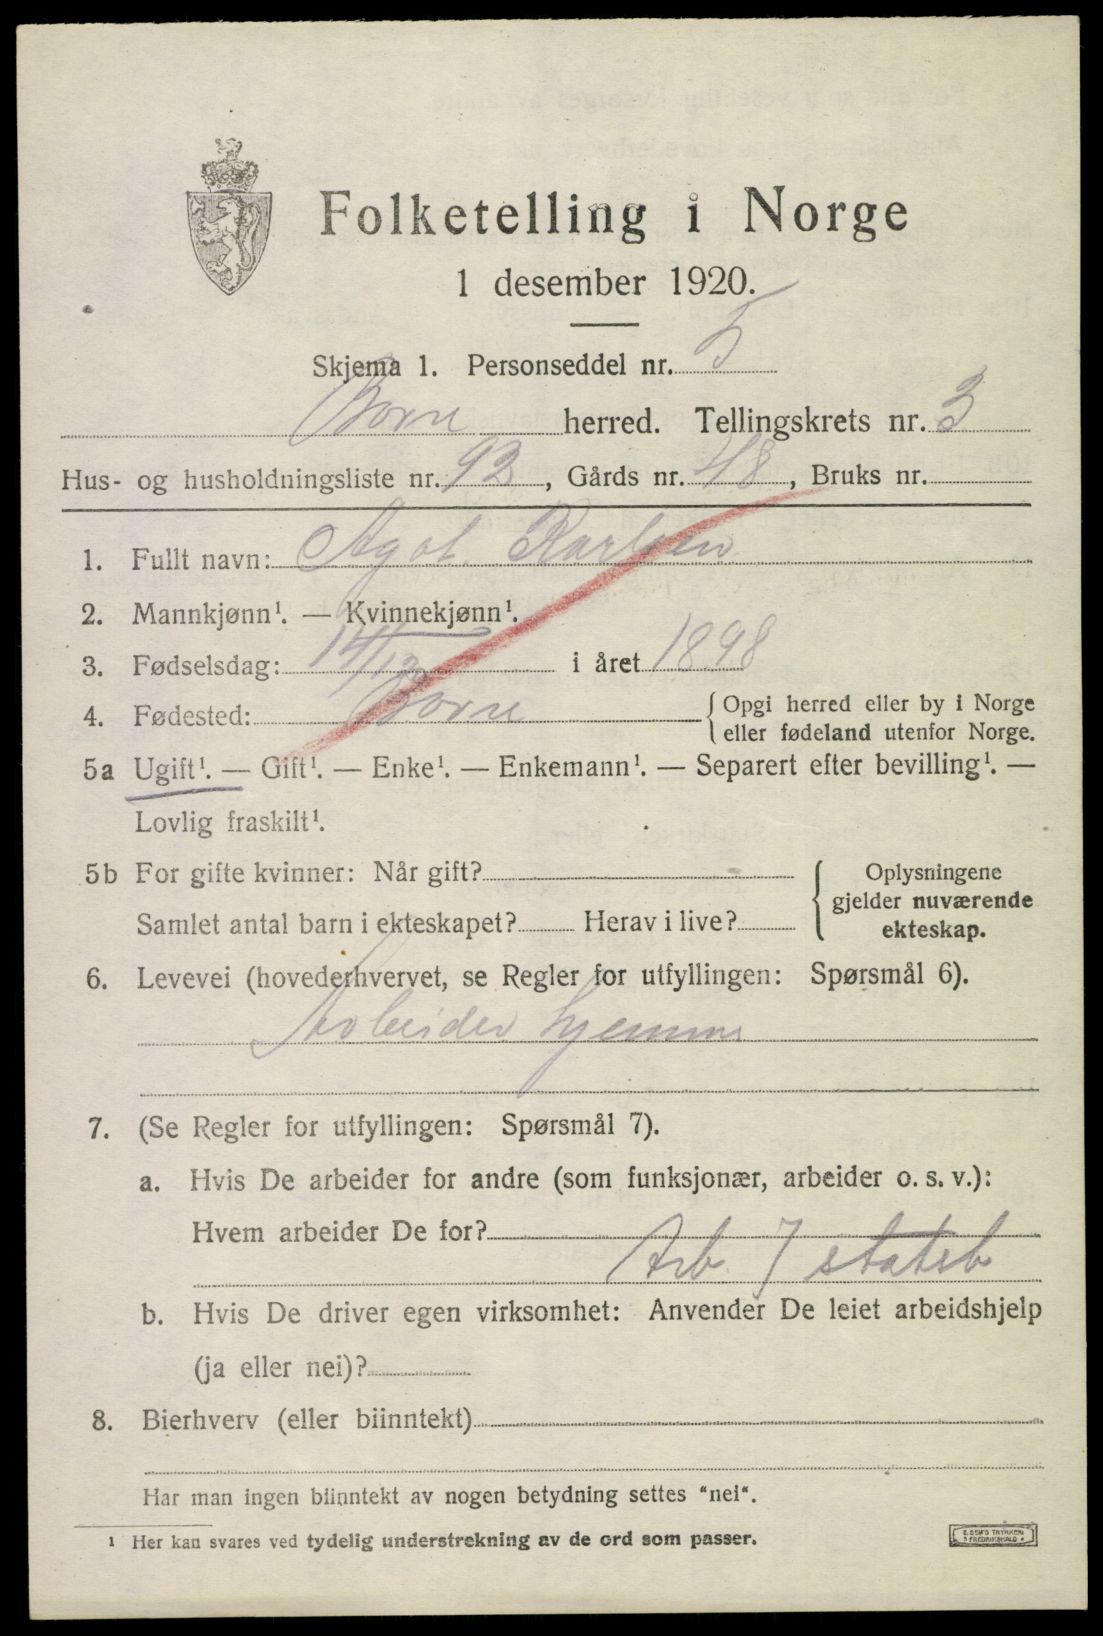 Folketelling i Norge
1 desember 1920.
Skjema 1. Personseddel nr. 5
Borre herred. Tellingskrets nr. 3
Hus- og husholdningsliste nr. 92, Gårds nr. 48, Bruks nr.
1. Fullt navn: Agot Karlsen
2. Mannkjønn¹. — Kvinnekjønn¹.
3. Fødselsdag: 14/12 i året 1898
4. Fødested: Borre {Opgi herred eller by i Norge
eller fødeland utenfor Norge.
5a Ugift¹. — Gift¹. — Enke¹. — Enkemann¹. — Separert efter bevilling¹. —
Lovlig fraskilt¹.
5b For gifte kvinner: Når gift?
Samlet antal barn i ekteskapet? Herav i live?
{Oplysningene
gjelder nuværende
ekteskap.
6. Levevei (hovederhvervet, se Regler for utfyllingen: Spørsmål 6).
Arbeider hjemme
7. (Se Regler for utfyllingen: Spørsmål 7).
a. Hvis De arbeider for andre (som funksjonær, arbeider o. s. v.):
Hvem arbeider De for?
Arb. 7
b. Hvis De driver egen virksomhet: Anvender De leiet arbeidshjelp
(ja eller nei)?
8. Bierhverv (eller biinntekt)
Har man ingen biinntekt av nogen betydning settes "nei".
¹ Her kan svares ved tydelig understrekning av de ord som passer.